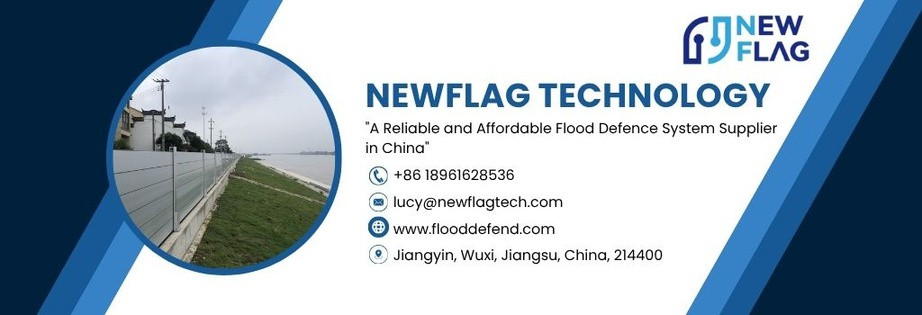 NEW
FLAG
NEWFLAG TECHNOLOGY
"A Reliable and Affordable Flood Defence System Supplier
in China"
+86 18961628536
lucy@newflagtech.com
www.flooddefend.com
Jiangyin, Wuxi, Jiangsu, China, 214400